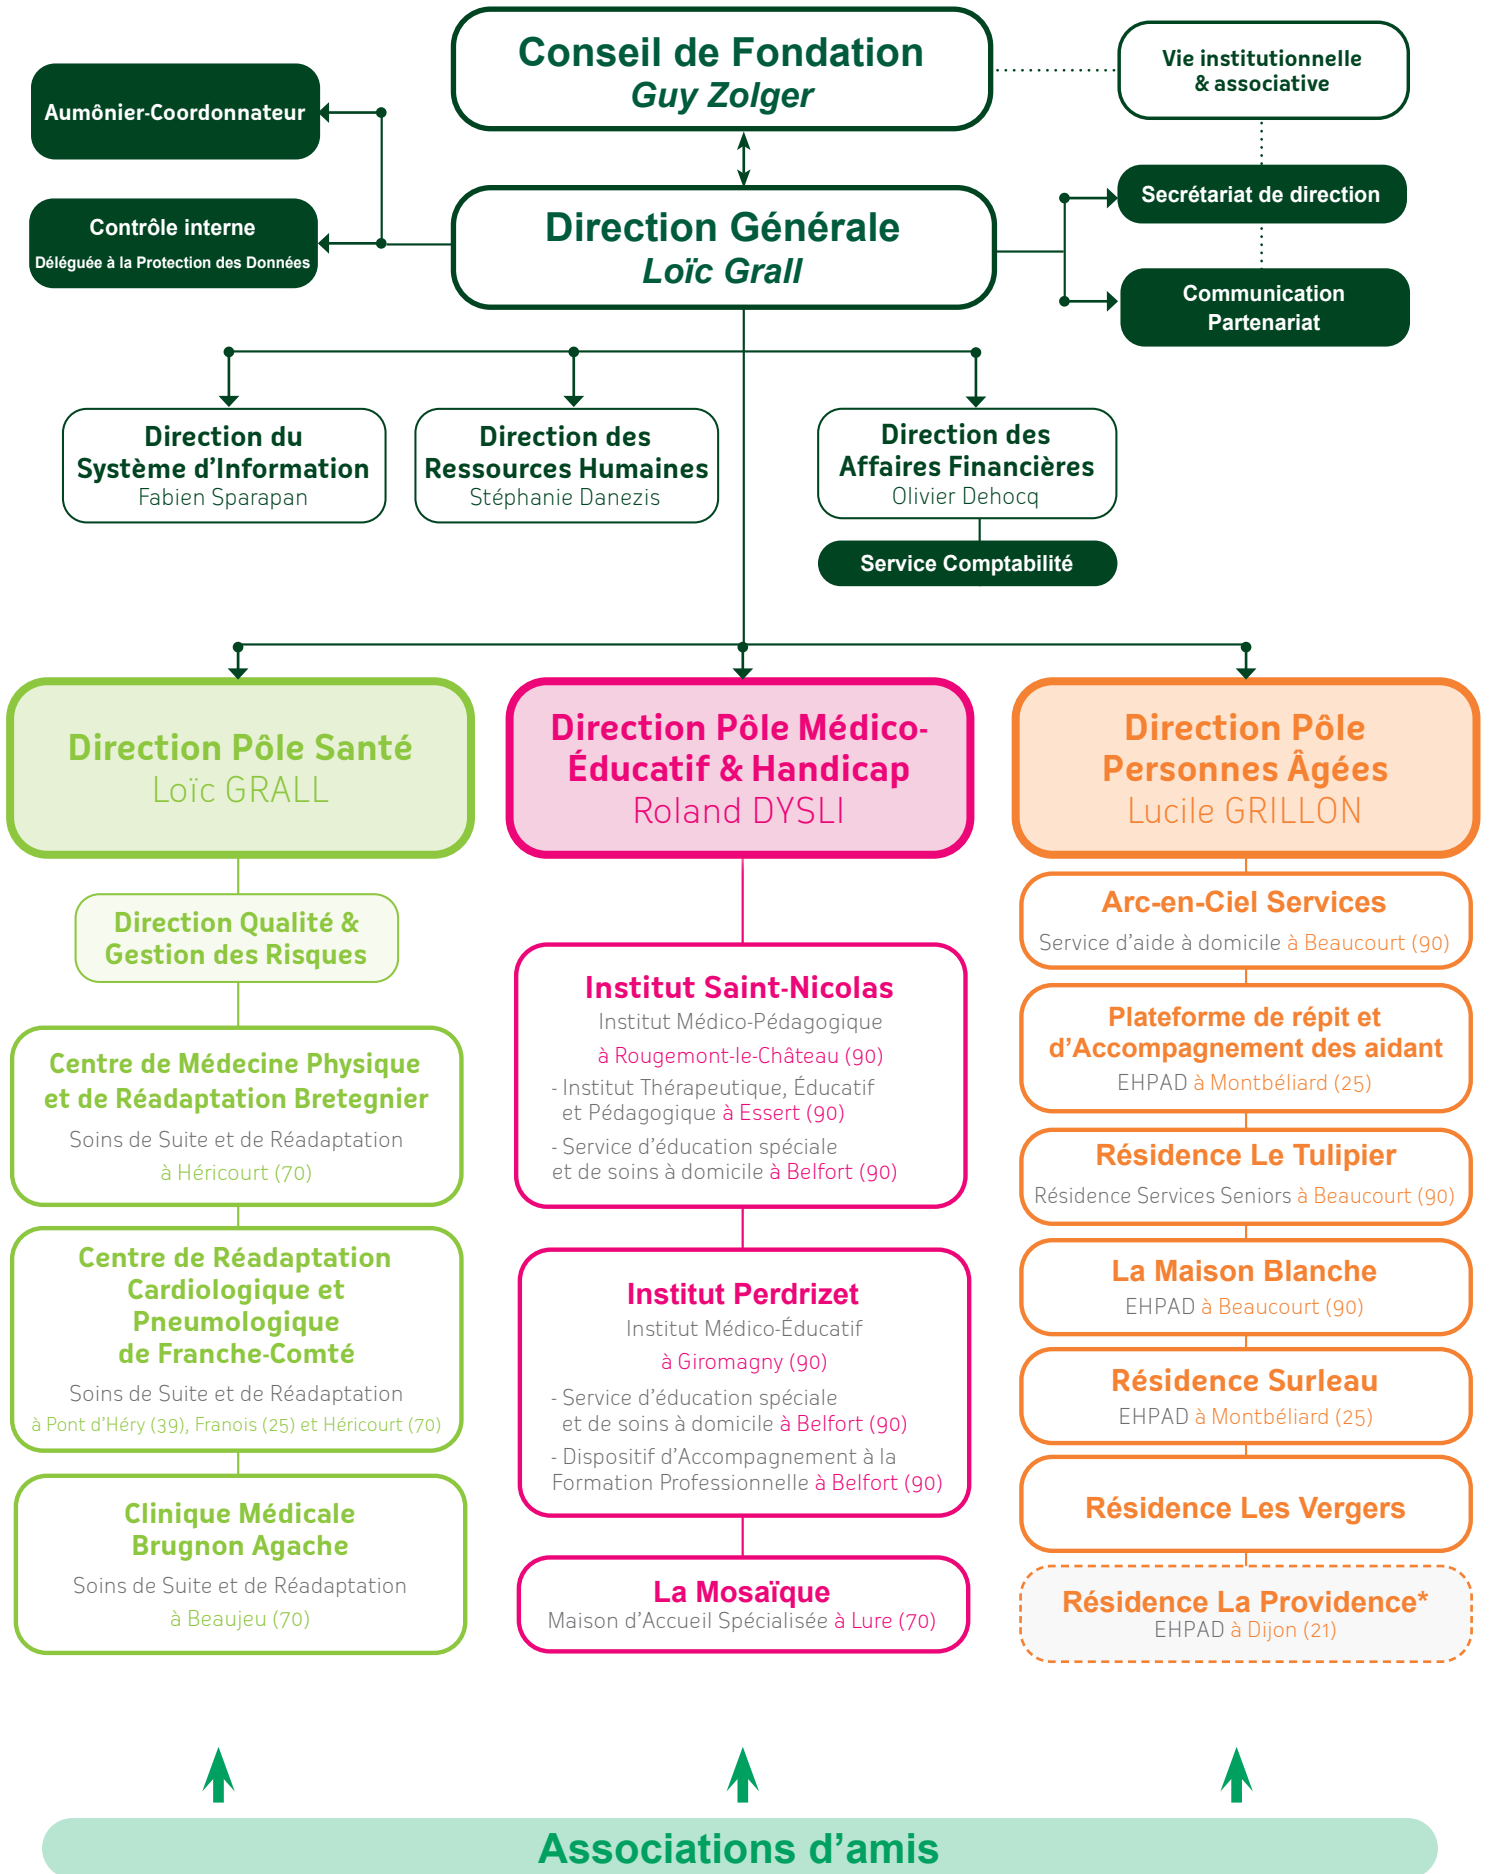 Conseil de Fondation
Guy Zolger
Vie institutionnelle
& associative
Aumônier-Coordonnateur
Contrôle interne
Déléguée à la Protection des Données
Direction Générale
Loïc Grall
Secrétariat de direction
Communication
Partenariat
Direction du
Système d'Information
Fabien Sparapan
Direction des
Ressources Humaines
Stéphanie Danezis
Direction des
Affaires Financières
Olivier Dehocq
Service Comptabilité
Direction Pôle Santé
Loïc GRALL
Direction Qualité &
Gestion des Risques
Centre de Médecine Physique
et de Réadaptation Bretegnier
Soins de Suite et de Réadaptation
à Héricourt (70)
Centre de Réadaptation
Cardiologique et
Pneumologique
de Franche-Comté
Soins de Suite et de Réadaptation
à Pont d'Héry (39), Franois (25) et Héricourt (70)
Clinique Médicale
Brugnon Agache
Soins de Suite et de Réadaptation
à Beaujeu (70)
Direction Pôle Médico-
Éducatif & Handicap
Roland DYSLI
Institut Saint-Nicolas
Institut Médico-Pédagogique
à Rougemont-le-Château (90)
- Institut Thérapeutique, Éducatif
et Pédagogique à Essert (90)
- Service d'éducation spéciale
et de soins à domicile à Belfort (90)
Institut Perdrizet
Institut Médico-Éducatif
à Giromagny (90)
- Service d'éducation spéciale
et de soins à domicile à Belfort (90)
- Dispositif d'Accompagnement à la
Formation Professionnelle à Belfort (90)
La Mosaïque
Maison d'Accueil Spécialisée à Lure (70)
Direction Pôle
Personnes Âgées
Lucile GRILLON
Arc-en-Ciel Services
Service d'aide à domicile à Beaucourt (90)
Plateforme de répit et
d'Accompagnement des aidant
EHPAD à Montbéliard (25)
Résidence Le Tulipier
Résidence Services Seniors à Beaucourt (90)
La Maison Blanche
EHPAD à Beaucourt (90)
Résidence Surleau
EHPAD à Montbéliard (25)
Résidence Les Vergers
Résidence La Providence*
EHPAD à Dijon (21)
Associations d'amis